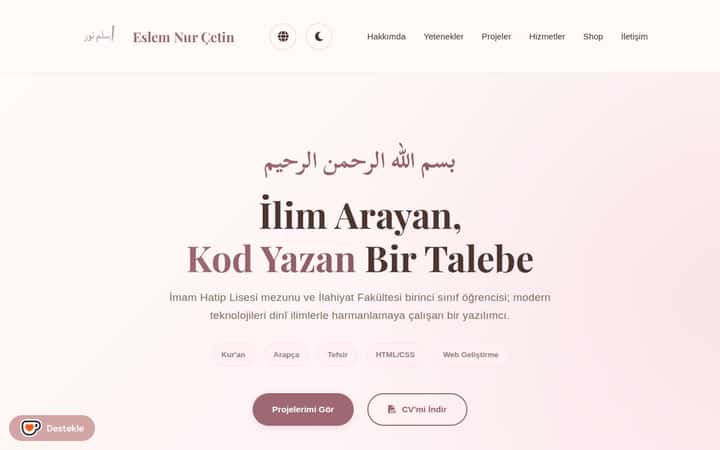 اسلم نور
Eslem Nur Çetin
Hakkımda Yetenekler Projeler Hizmetler Shop İletişim
بسم الله الرحمن الرحيم
İlim Arayan,
Kod Yazan Bir Talebe
İmam Hatip Lisesi mezunu ve İlahiyat Fakültesi birinci sınıf öğrencisi; modern
teknolojileri dinî ilimlerle harmanlamaya çalışan bir yazılımcı.
Kur'an Arapça Tefsir HTML/CSS Web Geliştirme
Projelerimi Gör CV'mi İndir
Destekle